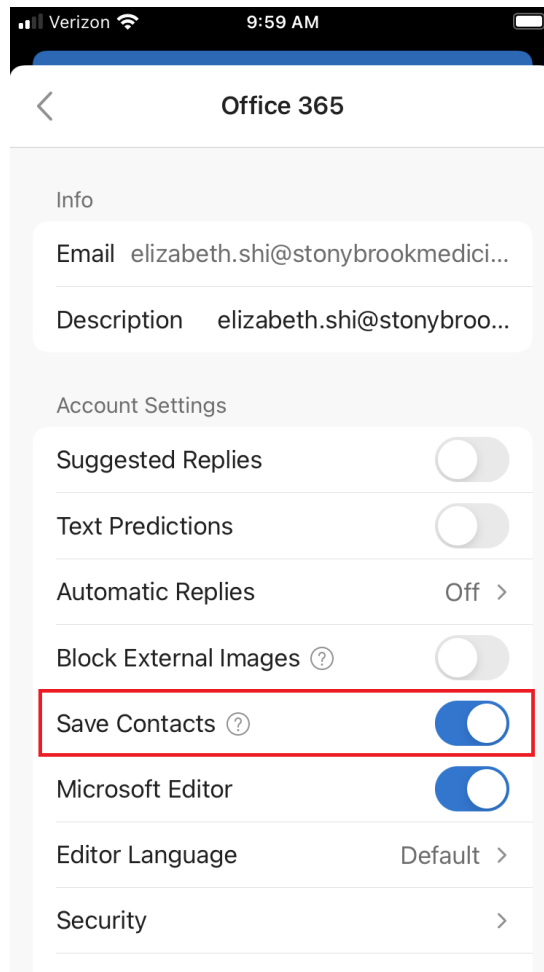 Verizon 9:59 AM
Office 365
Info
Email elizabeth.shi@stonybrookmedici...
Description elizabeth.shi@stonybroo...
Account Settings
Suggested Replies
Text Predictions
Automatic Replies Off >
Block External Images ?
Save Contacts ?
Microsoft Editor
Editor Language Default >
Security >